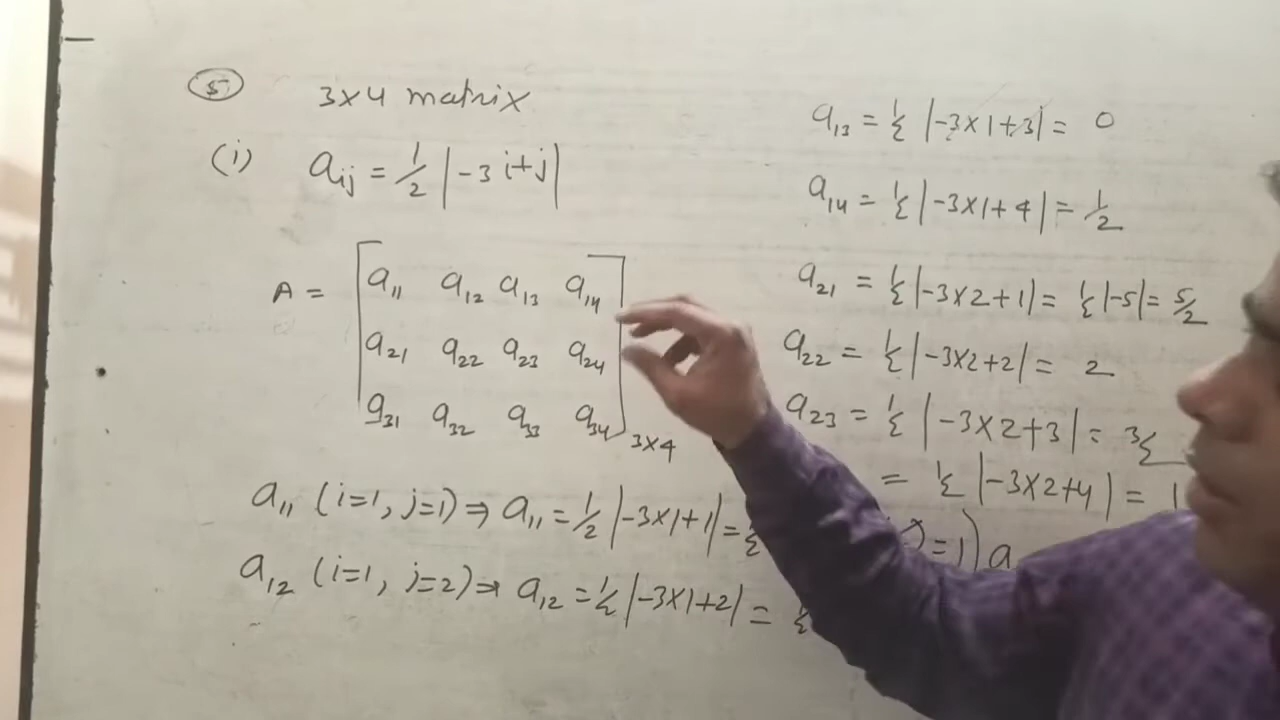 ⑤ 3x4 matrix
(i) aᵢⱼ = 1/2 |-3i+j|
A = [a₁₁ a₁₂ a₁₃ a₁₄
a₂₁ a₂₂ a₂₃ a₂₄
a₃₁ a₃₂ a₃₃ a₃₄]₃ₓ₄
a₁₁ (i=1, j=1) ⇒ a₁₁ = 1/2 |-3x1+1| =
a₁₂ (i=1, j=2) ⇒ a₁₂ = 1/2 |-3x1+2| =
a₁₃ = 1/2 |-3x1+3| = 0
a₁₄ = 1/2 |-3x1+4| = 1/2
a₂₁ = 1/2 |-3x2+1| = 1/2 |-5| = 5/2
a₂₂ = 1/2 |-3x2+2| = 2
a₂₃ = 1/2 |-3x2+3| = 3/2
= 1/2 |-3x2+4| = 1
=1) a